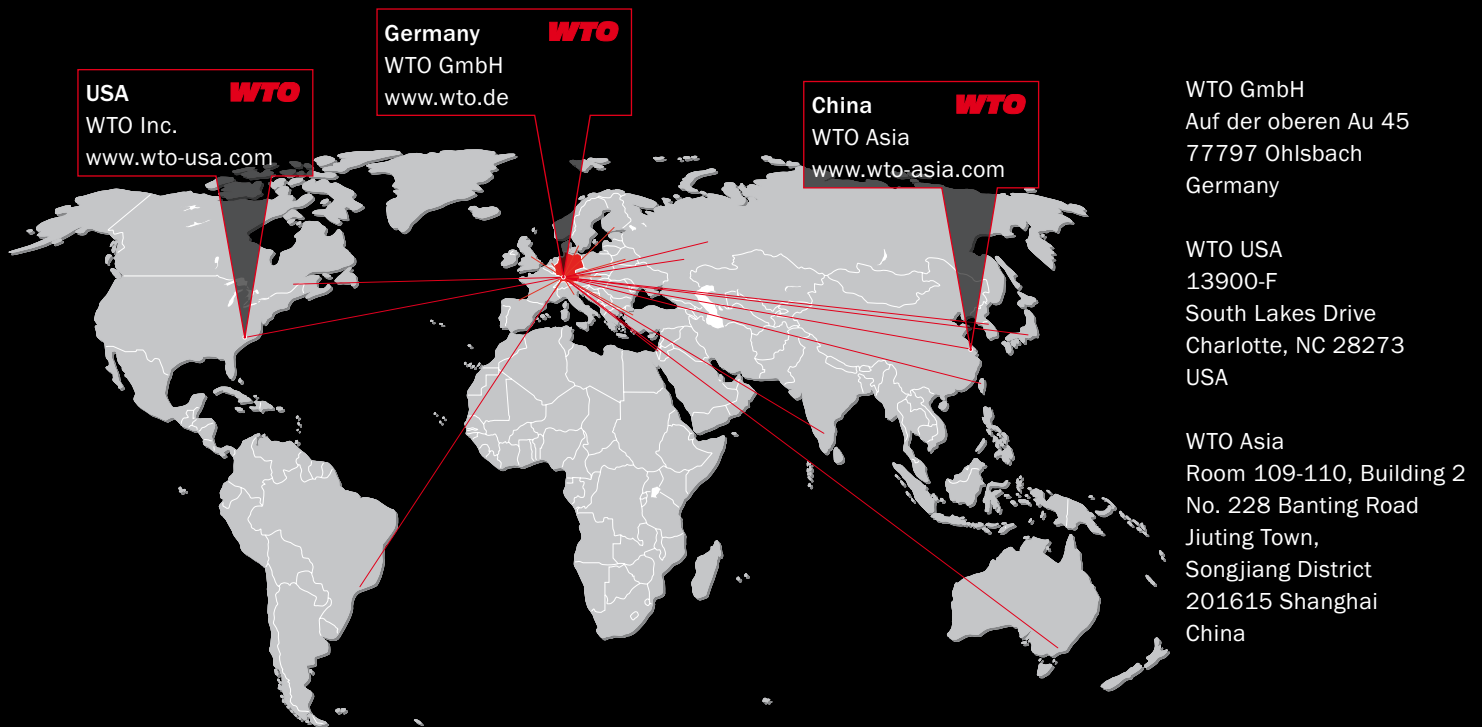 USA
WTO
WTO Inc.
www.wto-usa.com
Germany
WTO
WTO GmbH
www.wto.de
China
WTO
WTO Asia
www.wto-asia.com
WTO GmbH
Auf der oberen Au 45
77797 Ohlsbach
Germany
WTO USA
13900-F
South Lakes Drive
Charlotte, NC 28273
USA
WTO Asia
Room 109-110, Building 2
No. 228 Banting Road
Jiuting Town,
Songjiang District
201615 Shanghai
China